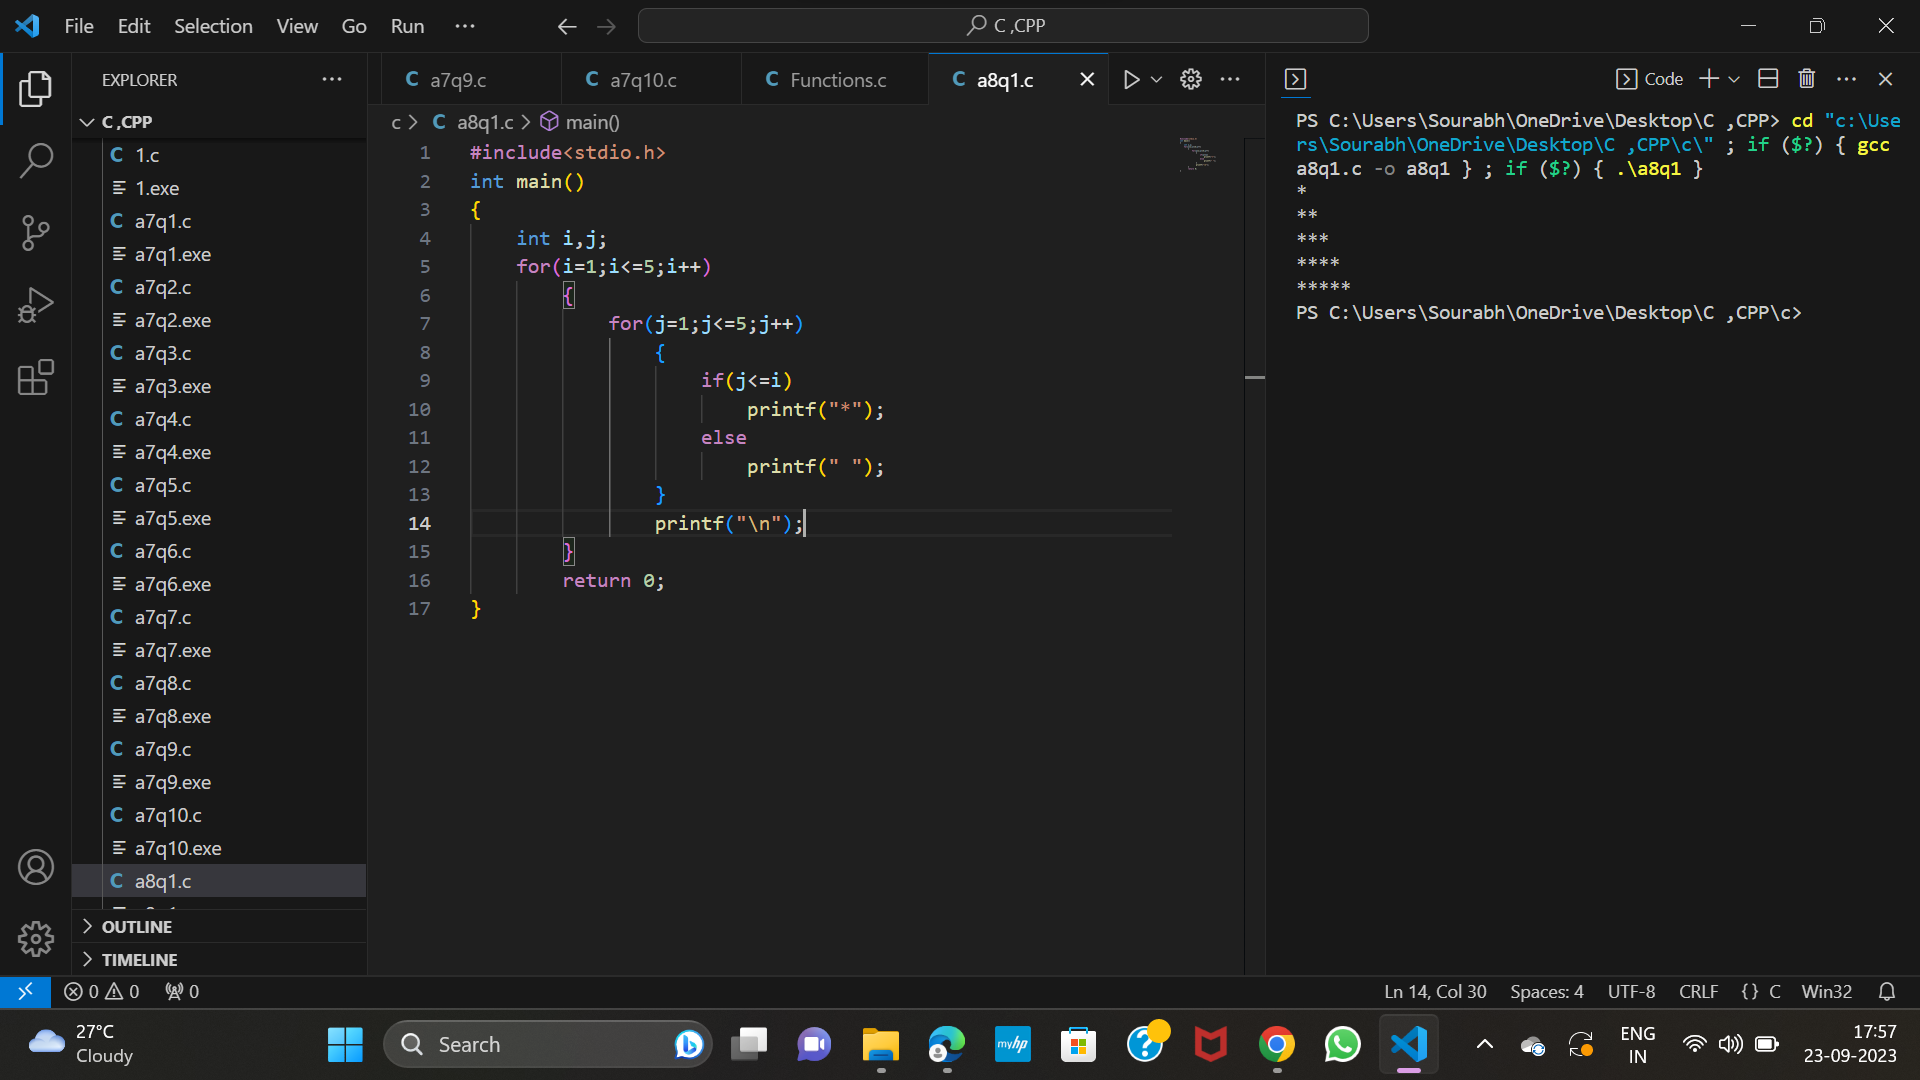 File Edit Selection View Go Run ···
C ,CPP
EXPLORER ···
C ,CPP
C 1.c
1.exe
C a7q1.c
a7q1.exe
C a7q2.c
a7q2.exe
C a7q3.c
a7q3.exe
C a7q4.c
a7q4.exe
C a7q5.c
a7q5.exe
C a7q6.c
a7q6.exe
C a7q7.c
a7q7.exe
C a7q8.c
a7q8.exe
C a7q9.c
a7q9.exe
C a7q10.c
a7q10.exe
C a8q1.c
OUTLINE
TIMELINE
C a7q9.c
C a7q10.c
C Functions.c
C a8q1.c
c > C a8q1.c > main()
1 #include<stdio.h>
2 int main()
3 {
4 int i,j;
5 for(i=1;i<=5;i++)
6 {
7 for(j=1;j<=5;j++)
8 {
9 if(j<=i)
10 printf("*");
11 else
12 printf(" ");
13 }
14 printf("\n");
15 }
16 return 0;
17 }
Code
PS C:\Users\Sourabh\OneDrive\Desktop\C ,CPP> cd "c:\Use
rs\Sourabh\OneDrive\Desktop\C ,CPP\c\" ; if ($?) { gcc
a8q1.c -o a8q1 } ; if ($?) { .\a8q1 }
*
**
***
****
*****
PS C:\Users\Sourabh\OneDrive\Desktop\C ,CPP\c>
0 0 0
Ln 14, Col 30 Spaces: 4 UTF-8 CRLF {} C Win32
27°C
Cloudy
Search
myhp
ENG
IN
17:57
23-09-2023